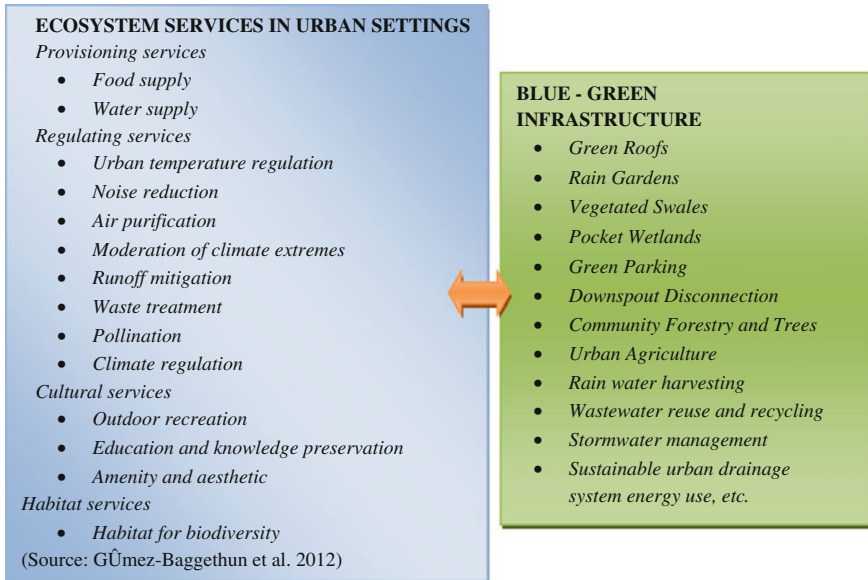 ECOSYSTEM SERVICES IN URBAN SETTINGS
Provisioning services
• Food supply
• Water supply
Regulating services
• Urban temperature regulation
• Noise reduction
• Air purification
• Moderation of climate extremes
• Runoff mitigation
• Waste treatment
• Pollination
• Climate regulation
Cultural services
• Outdoor recreation
• Education and knowledge preservation
• Amenity and aesthetic
Habitat services
• Habitat for biodiversity
(Source: GÛmez-Baggethun et al. 2012)
BLUE - GREEN
INFRASTRUCTURE
• Green Roofs
• Rain Gardens
• Vegetated Swales
• Pocket Wetlands
• Green Parking
• Downspout Disconnection
• Community Forestry and Trees
• Urban Agriculture
• Rain water harvesting
• Wastewater reuse and recycling
• Stormwater management
• Sustainable urban drainage
system energy use, etc.